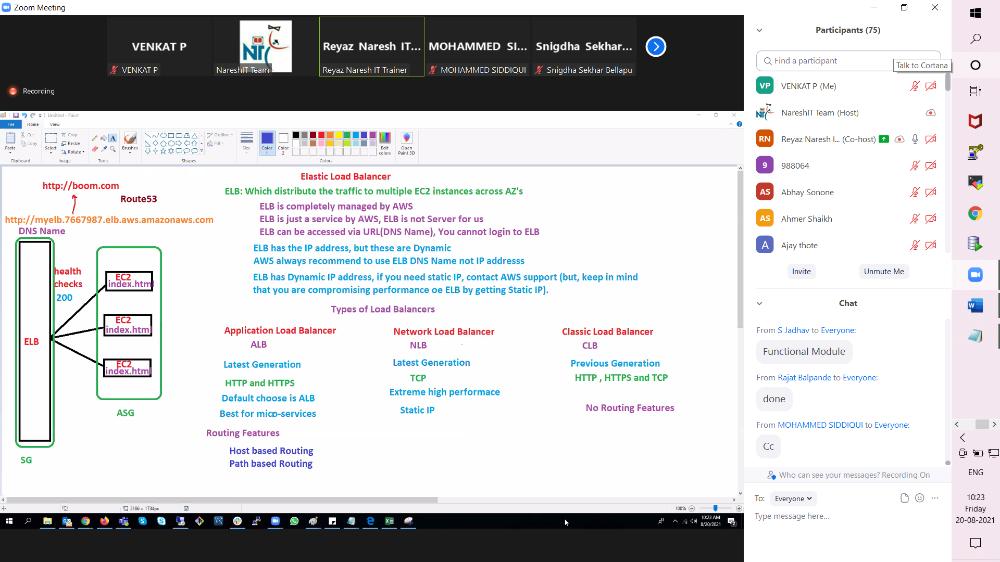 Zoom Meeting
VENKAT P
VENKAT P
NareshIT Team
Reyaz Naresh IT...
Reyaz Naresh IT Trainer
MOHAMMED SI...
MOHAMMED SIDDIQUI
Snigdha Sekhar...
Snigdha Sekhar Bellapu
Recording
Untitled - Paint
File
Home
View
Paste
Cut
Copy
Clipboard
Select
Crop
Resize
Rotate
Image
A
Tools
Brushes
Shapes
Outline
Fill
Size
Color 1
Color 2
Edit colors
Colors
Open Paint 3D
http://boom.com
Route53
http://myelb.7667987.elb.aws.amazonaws.com
DNS Name
health
checks
200
ELB
EC2
index.html
EC2
index.html
EC2
index.html
ASG
SG
Elastic Load Balancer
ELB: Which distribute the traffic to multiple EC2 instances across AZ's
ELB is completely managed by AWS
ELB is just a service by AWS, ELB is not Server for us
ELB can be accessed via URL(DNS Name), You cannot login to ELB
ELB has the IP address, but these are Dynamic
AWS always recommend to use ELB DNS Name not IP addresss
ELB has Dynamic IP address, if you need static IP, contact AWS support (but, keep in mind
that you are compromising performance oe ELB by getting Static IP).
Types of Load Balancers
Application Load Balancer
ALB
Latest Generation
HTTP and HTTPS
Default choose is ALB
Best for micp-services
Routing Features
Host based Routing
Path based Routing
Network Load Balancer
NLB
Latest Generation
TCP
Extreme high performace
Static IP
Classic Load Balancer
CLB
Previous Generation
HTTP , HTTPS and TCP
No Routing Features
3186 × 1734px
100%
10:23 AM
8/20/2021
2
Participants (75)
Find a participant
Talk to Cortana
VP
VENKAT P (Me)
NareshIT Team (Host)
RN
Reyaz Naresh I... (Co-host)
9
988064
AS
Abhay Sonone
AS
Ahmer Shaikh
A
Ajay thote
Invite
Unmute Me
Chat
From S Jadhav to Everyone:
Functional Module
From Rajat Balpande to Everyone:
done
From MOHAMMED SIDDIQUI to Everyone:
Cc
Who can see your messages? Recording On
To:
Everyone
Type message here...
ENG
10:23
Friday
20-08-2021